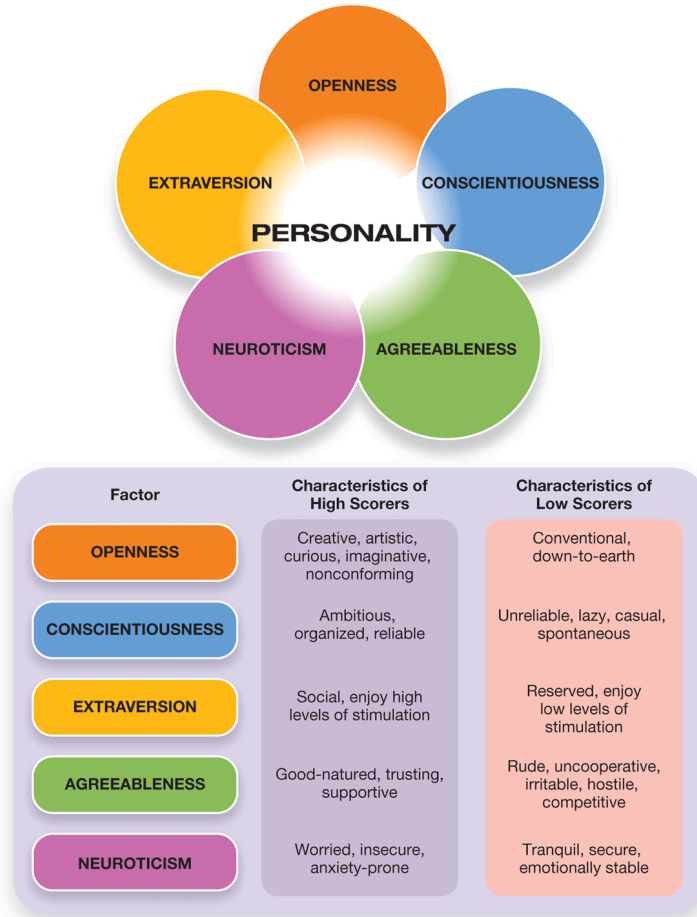 OPENNESS
EXTRAVERSION
CONSCIENTIOUSNESS
PERSONALITY
NEUROTICISM
AGREEABLENESS
Factor
Characteristics of
High Scorers
Characteristics of
Low Scorers
OPENNESS
Creative, artistic,
curious, imaginative,
nonconforming
Conventional,
down-to-earth
CONSCIENTIOUSNESS
Ambitious,
organized, reliable
Unreliable, lazy, casual,
spontaneous
EXTRAVERSION
Social, enjoy high
levels of stimulation
Reserved, enjoy
low levels of
stimulation
AGREEABLENESS
Good-natured, trusting,
supportive
Rude, uncooperative,
irritable, hostile,
competitive
NEUROTICISM
Worried, insecure,
anxiety-prone
Tranquil, secure,
emotionally stable